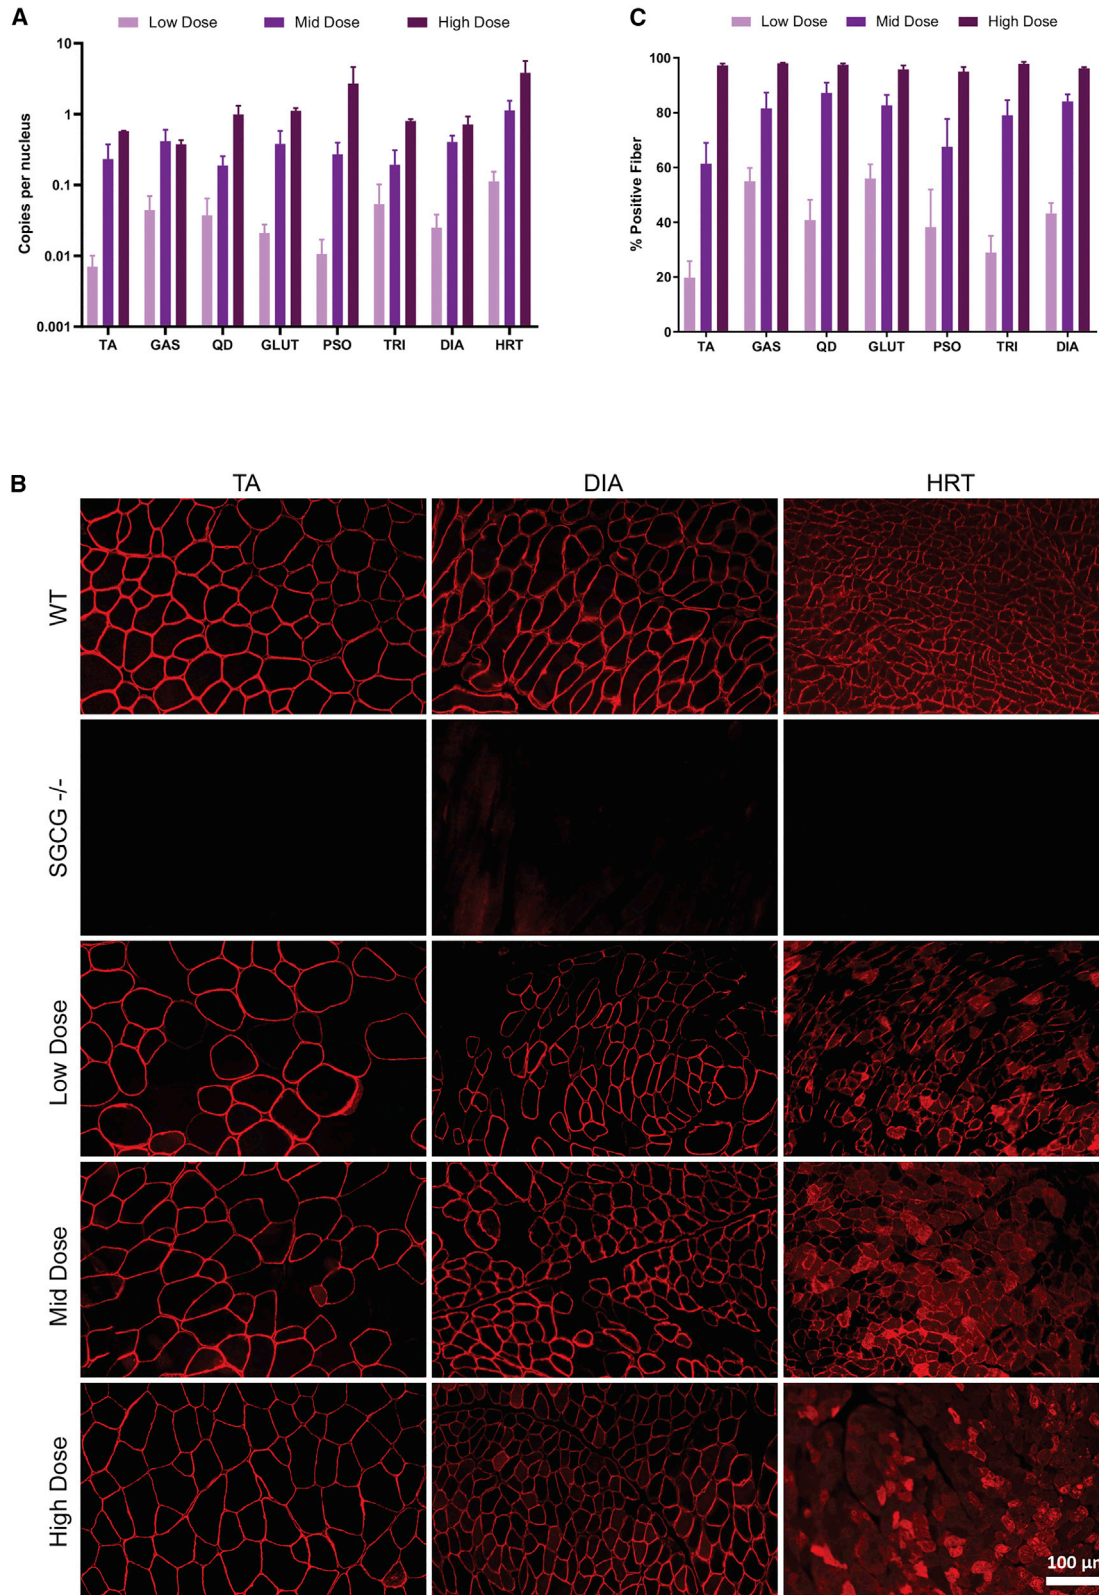 A
Low Dose
Mid Dose
High Dose
10
1
0.1
0.01
0.001
Copies per nucleus
TA GAS QD GLUT PSO TRI DIA HRT
C
Low Dose
Mid Dose
High Dose
100
80
60
40
20
0
% Positive Fiber
TA GAS QD GLUT PSO TRI DIA
B
TA DIA HRT
WT
SGCG -/-
Low Dose
Mid Dose
High Dose
100 µm